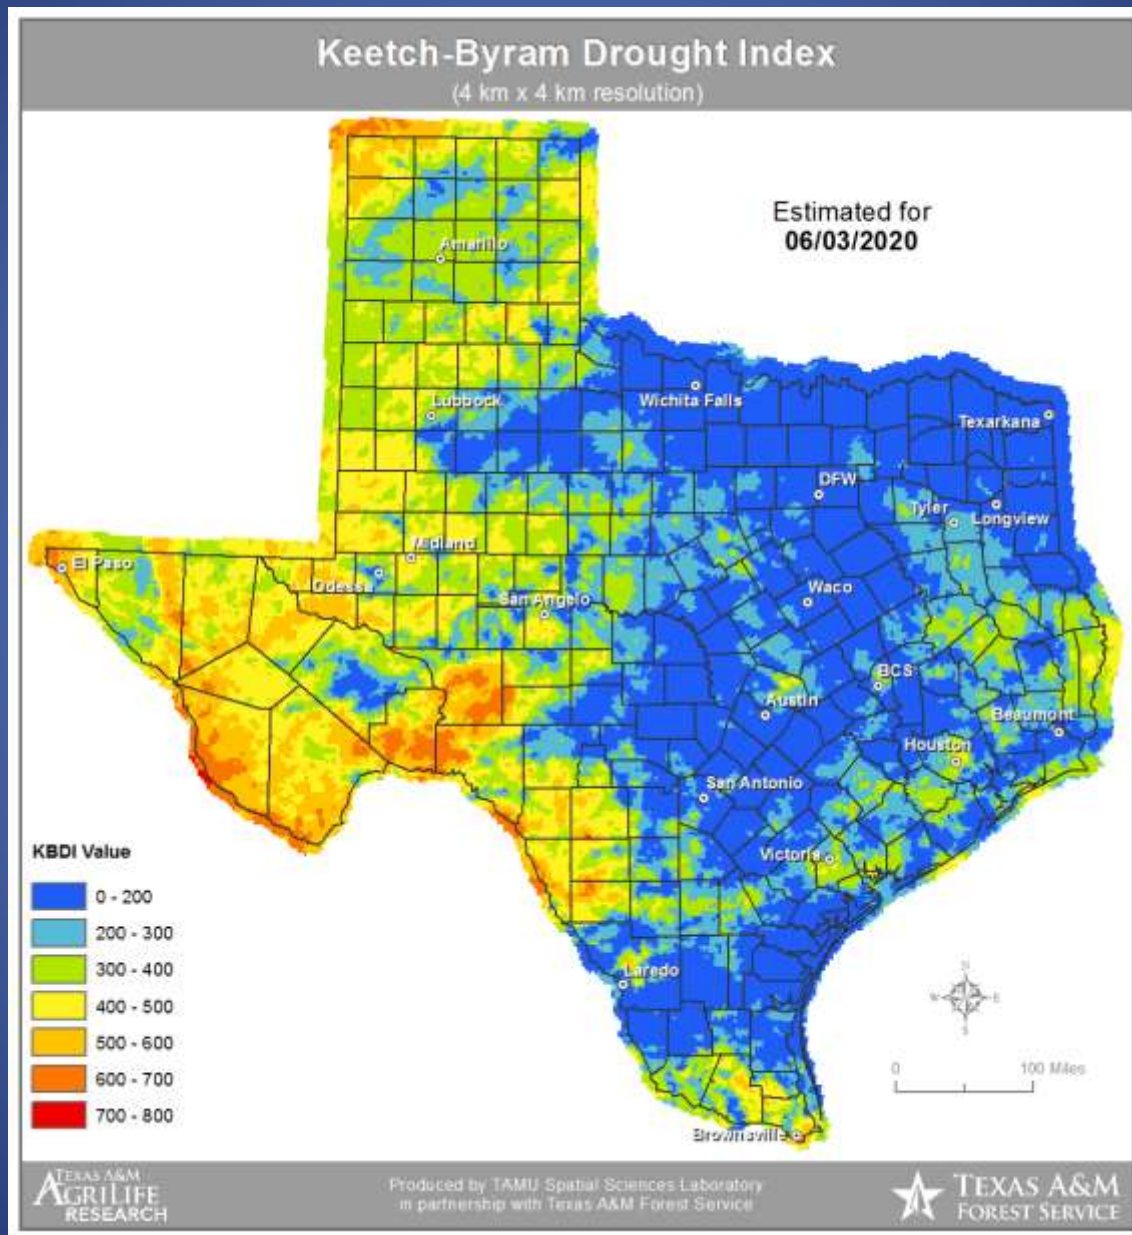 Keetch-Byram Drought Index
(4 km x 4 km resolution)
Estimated for
06/03/2020
Amarillo
Lubbock
Wichita Falls
Texarkana
DFW
Tyler
Longview
Midland
El Paso
Odessa
San Angelo
Waco
BCS
Austin
Beaumont
Houston
San Antonio
Victoria
Laredo
Brownsville
KBDI Value
0 - 200
200 - 300
300 - 400
400 - 500
500 - 600
600 - 700
700 - 800
N
W
E
S
0 100 Miles
TEXAS A&M
AGRILIFE
RESEARCH
Produced by TAMU Spatial Sciences Laboratory
in partnership with Texas A&M Forest Service
TEXAS A&M
FOREST SERVICE